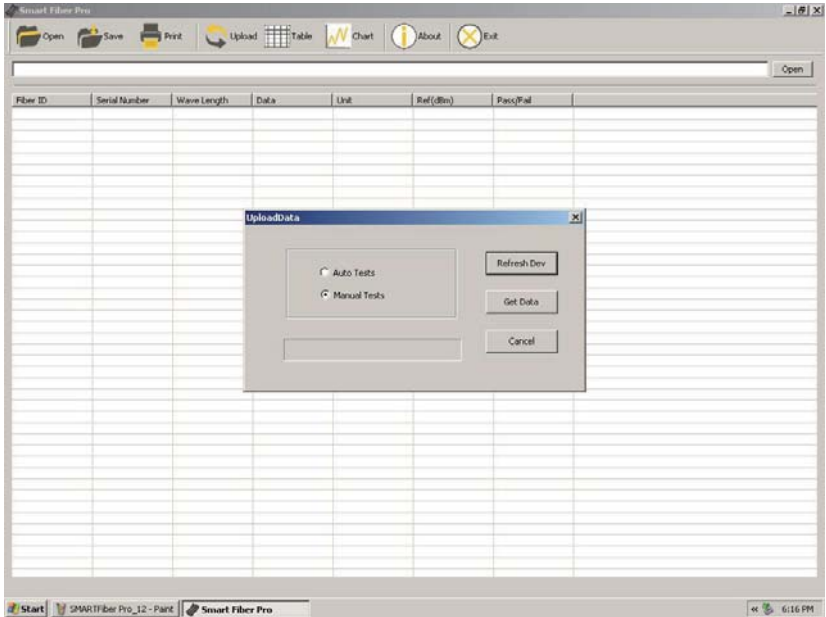 Smart Fiber Pro
Open Save Print Upload Table Chart About Exit
Open
Fiber ID Serial Number Wave Length Data Unit Ref(dBm) Pass/Fail
UploadData
Auto Tests
Manual Tests
Refresh Dev
Get Data
Cancel
Start SMARTFiber Pro_12 - Paint Smart Fiber Pro 6:16 PM